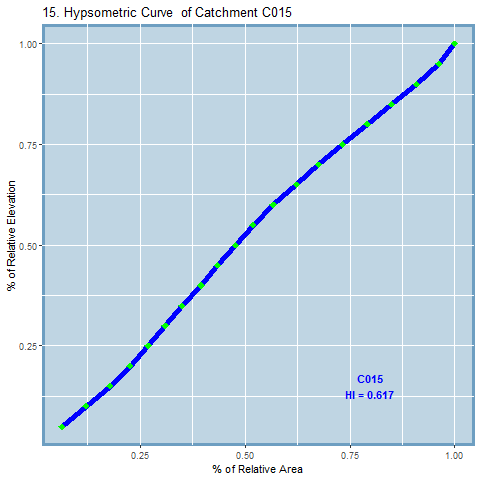 15. Hypsometric Curve  of Catchment C015
1.00
0.75
0.50
0.25
% of Relative Elevation
C015
HI = 0.617
0.25
0.50
0.75
1.00
% of Relative Area